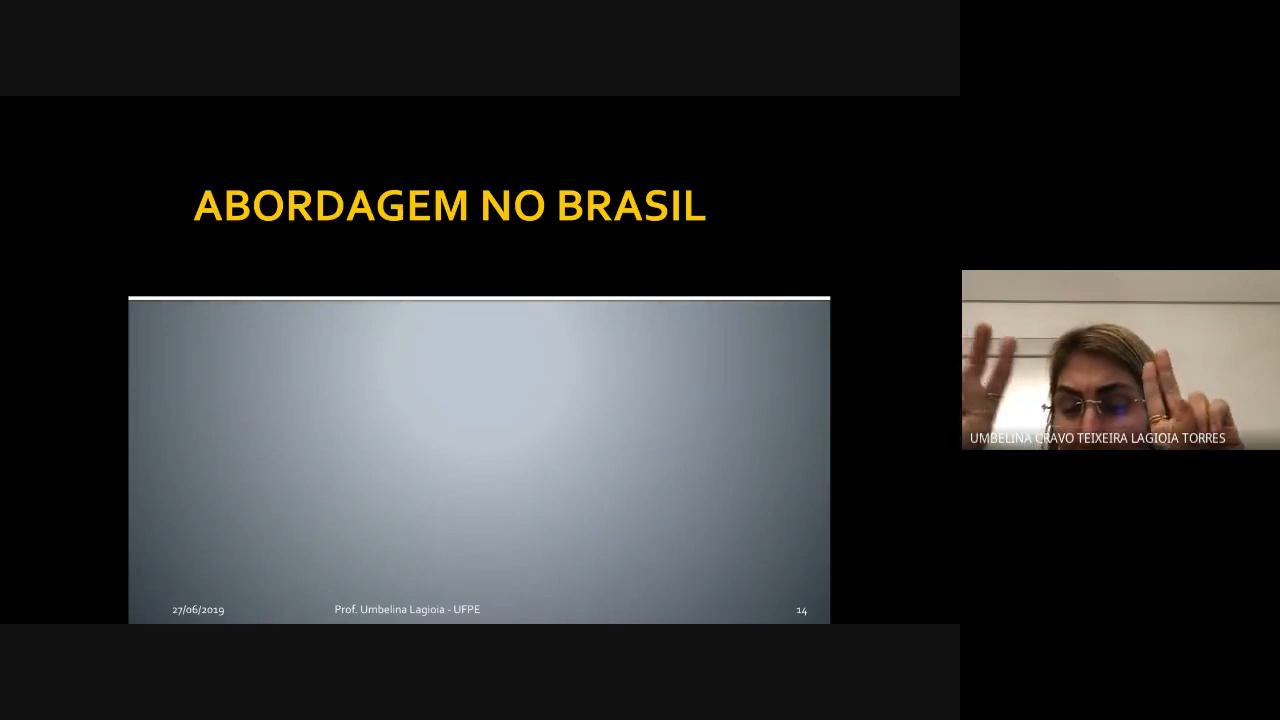 ABORDAGEM NO BRASIL
UMBELINA CRAVO TEIXEIRA LAGIOIA TORRES
27/06/2019
Prof. Umbelina Lagioia - UFPE
14